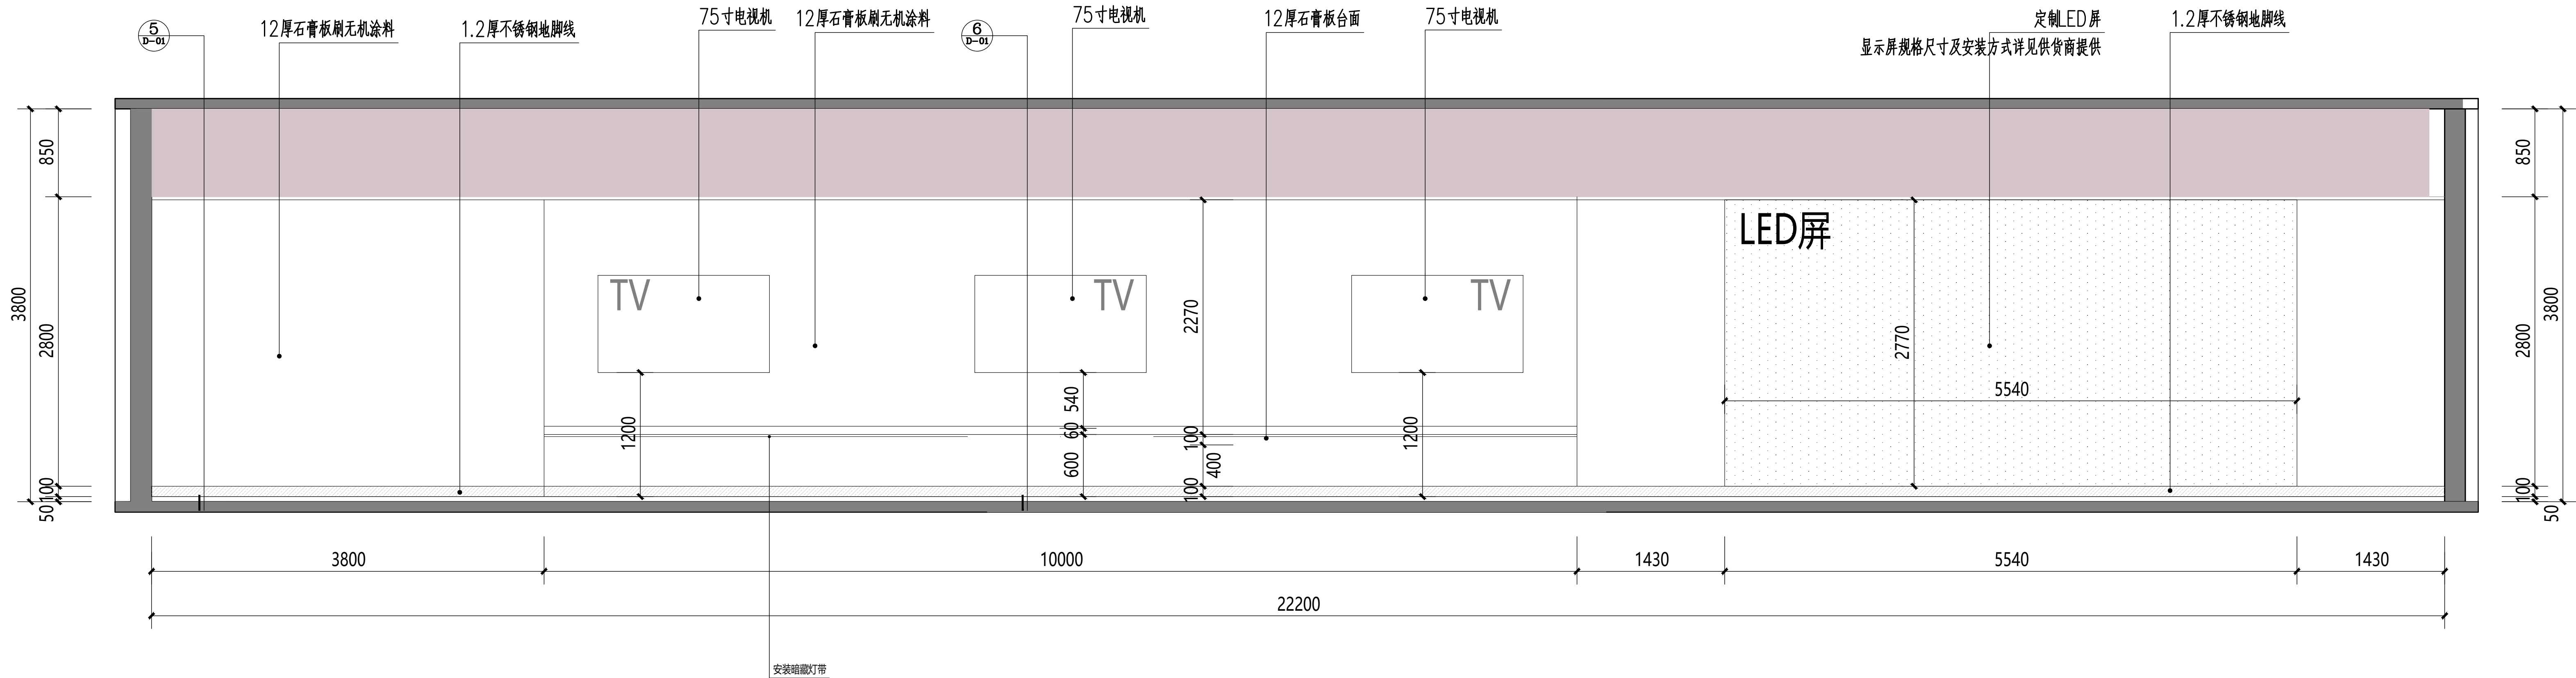 5
D-01
12厚石膏板刷无机涂料
1.2厚不锈钢地脚线
75寸电视机
12厚石膏板刷无机涂料
6
D-01
75寸电视机
12厚石膏板台面
75寸电视机
定制LED屏
显示屏规格尺寸及安装方式详见供货商提供
1.2厚不锈钢地脚线
3800
850
2800
100
50
TV
TV
TV
LED屏
1200
540
60
600
2270
100
400
100
1200
2770
5540
850
2800
100
50
3800
3800
10000
1430
5540
1430
22200
安装暗藏灯带